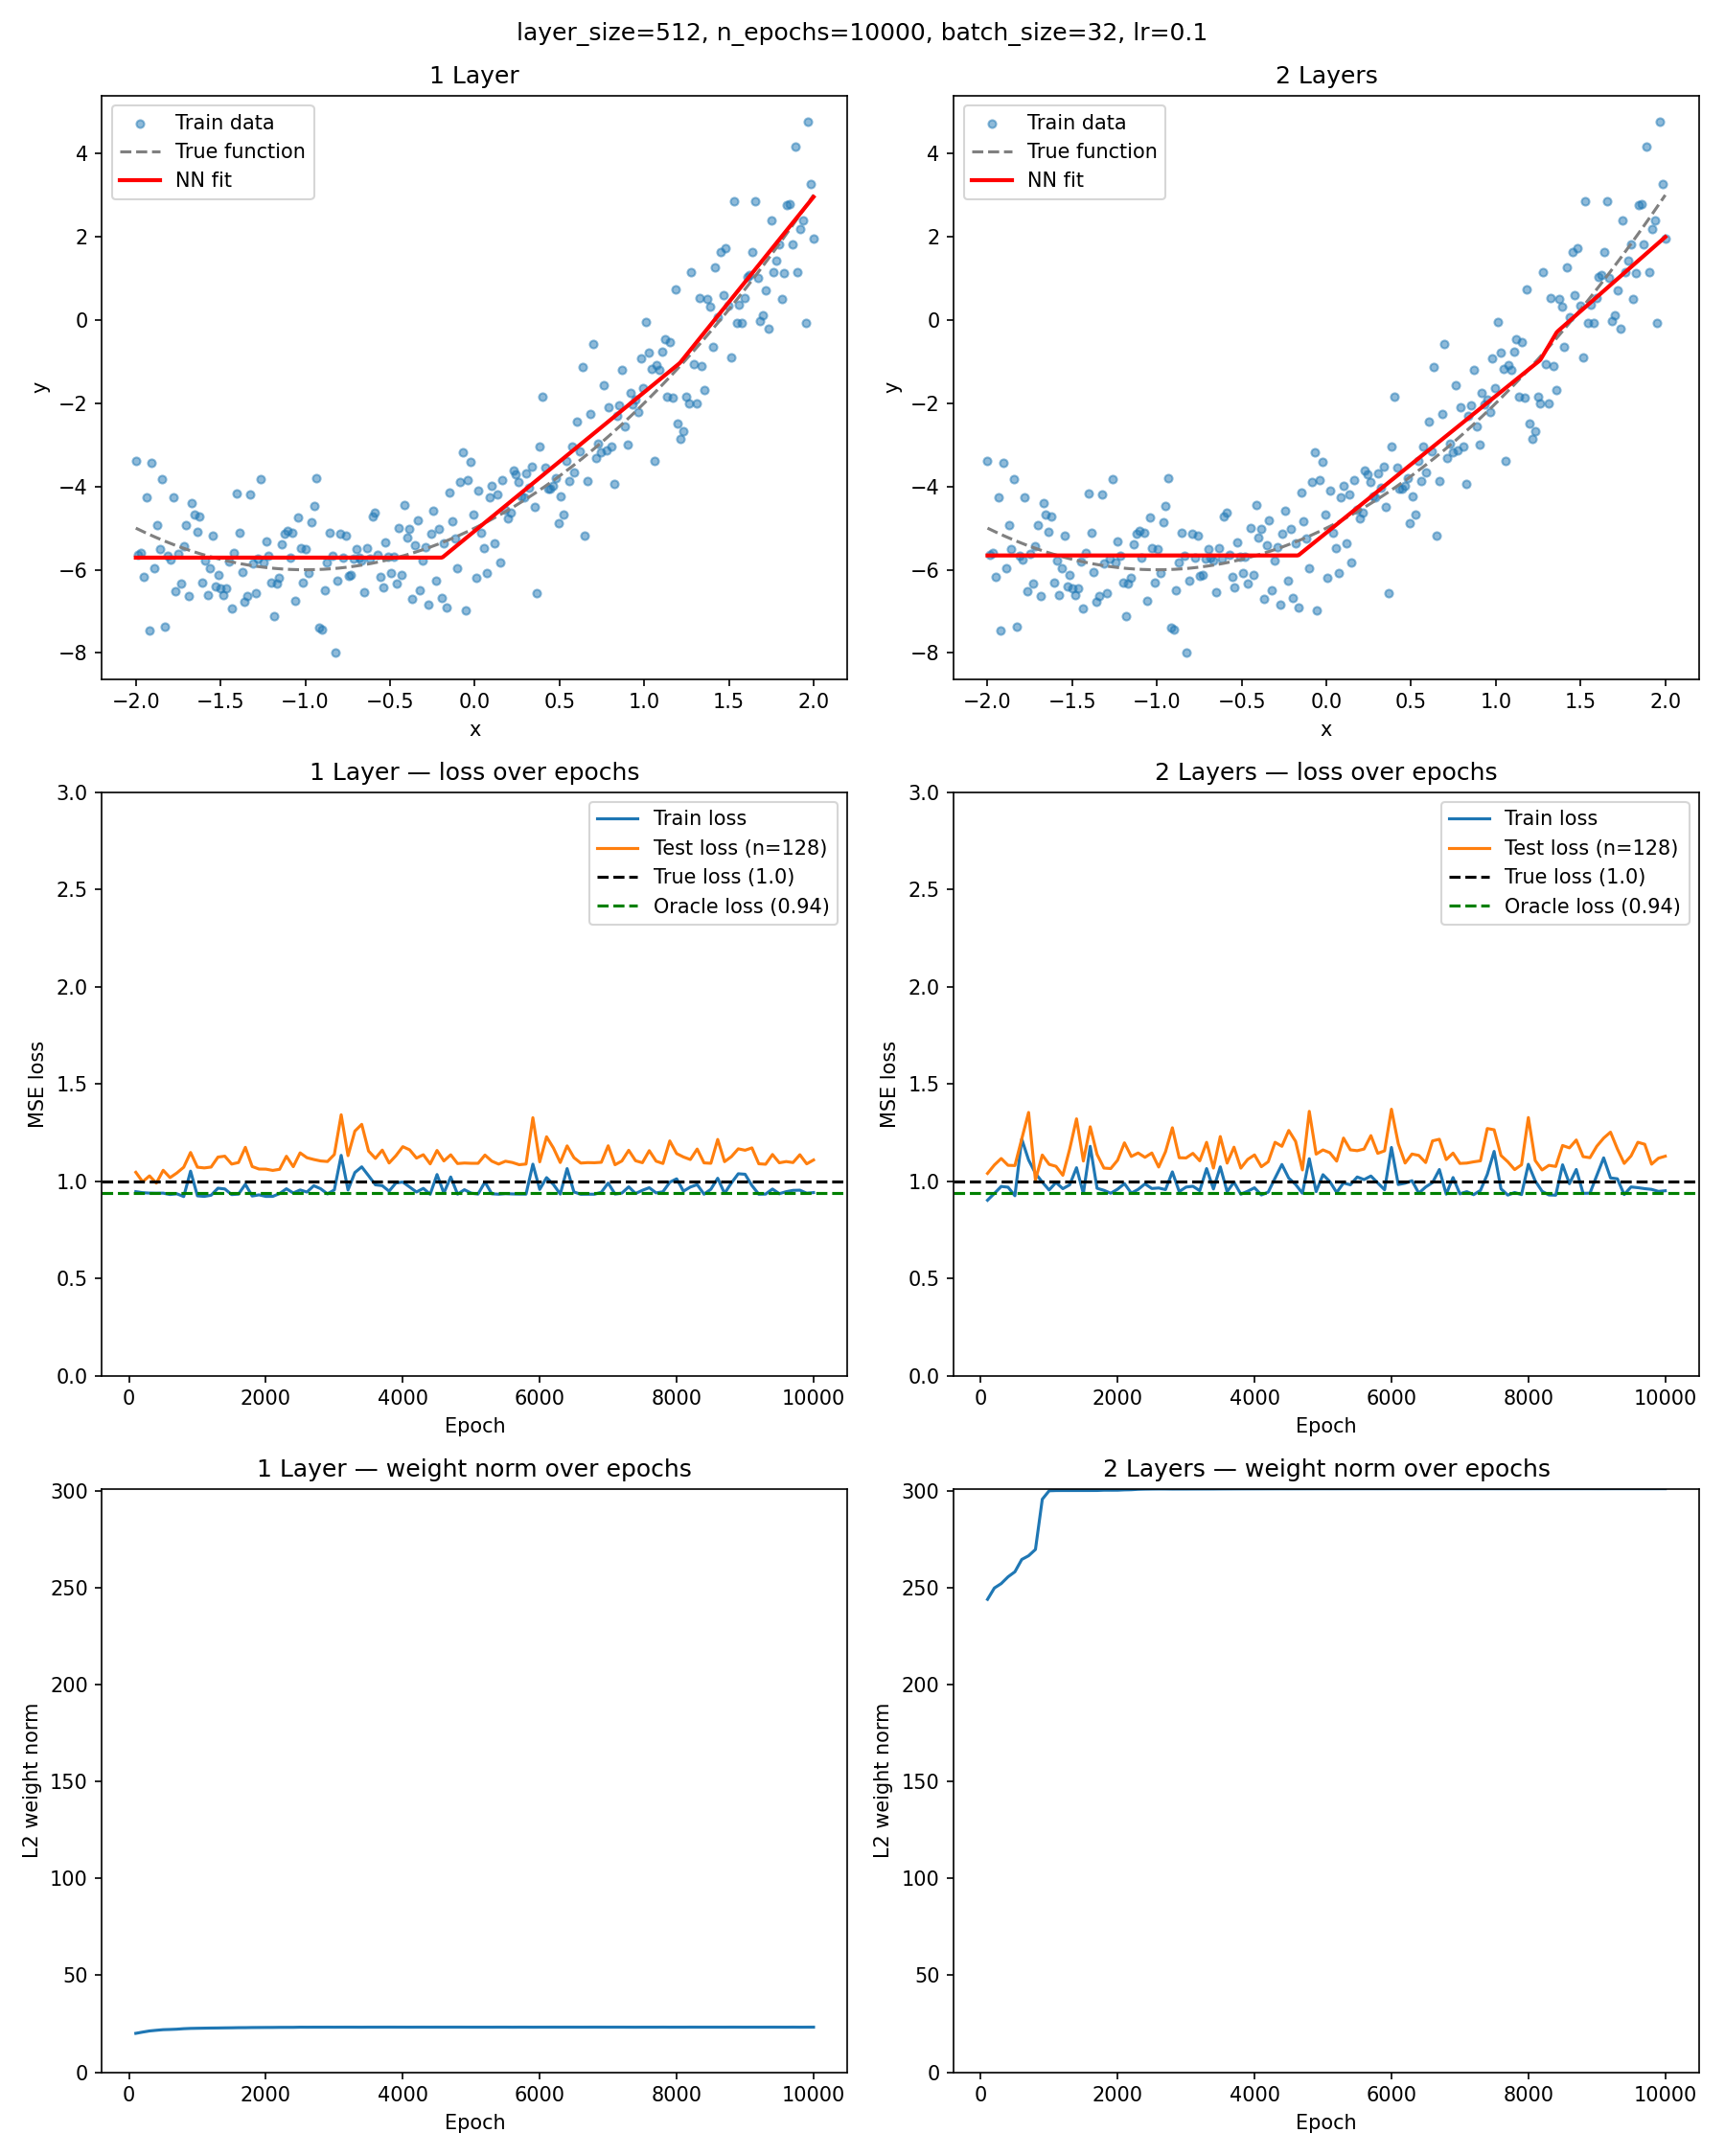 layer_size=512, n_epochs=10000, batch_size=32, lr=0.1
1 Layer
Train data
True function
NN fit
4
2
0
−2
−4
−6
−8
y
−2.0 −1.5 −1.0 −0.5 0.0 0.5 1.0 1.5 2.0
x
2 Layers
Train data
True function
NN fit
4
2
0
−2
−4
−6
−8
y
−2.0 −1.5 −1.0 −0.5 0.0 0.5 1.0 1.5 2.0
x
1 Layer — loss over epochs
Train loss
Test loss (n=128)
True loss (1.0)
Oracle loss (0.94)
3.0
2.5
2.0
1.5
1.0
0.5
0.0
MSE loss
0 2000 4000 6000 8000 10000
Epoch
2 Layers — loss over epochs
Train loss
Test loss (n=128)
True loss (1.0)
Oracle loss (0.94)
3.0
2.5
2.0
1.5
1.0
0.5
0.0
MSE loss
0 2000 4000 6000 8000 10000
Epoch
1 Layer — weight norm over epochs
300
250
200
150
100
50
0
L2 weight norm
0 2000 4000 6000 8000 10000
Epoch
2 Layers — weight norm over epochs
300
250
200
150
100
50
0
L2 weight norm
0 2000 4000 6000 8000 10000
Epoch